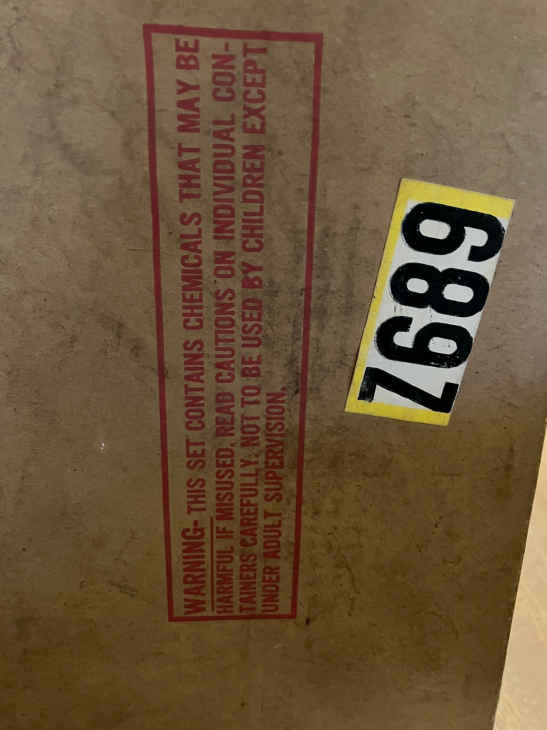 WARNING- THIS SET CONTAINS CHEMICALS THAT MAY BE
HARMFUL IF MISUSED. READ CAUTIONS ON INDIVIDUAL CON-
TAINERS CAREFULLY. NOT TO BE USED BY CHILDREN EXCEPT
UNDER ADULT SUPERVISION.
7689